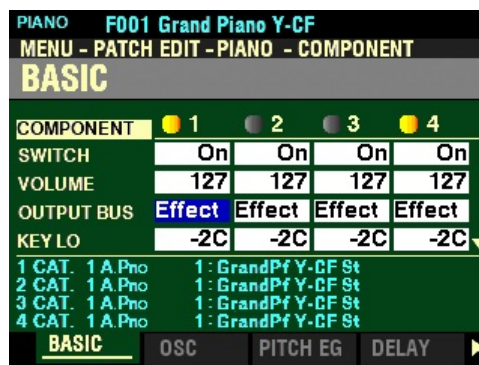 PIANO F001 Grand Piano Y-CF
MENU - PATCH EDIT -PIANO - COMPONENT
BASIC
COMPONENT 1 2 3 4
SWITCH On On On On
VOLUME 127 127 127 127
OUTPUT BUS Effect Effect Effect Effect
KEY LO -2C -2C -2C -2C
1 CAT. 1 A.Pno 1: GrandPf Y-CF St
2 CAT. 1 A.Pno 1: GrandPf Y-CF St
3 CAT. 1 A.Pno 1: GrandPf Y-CF St
4 CAT. 1 A.Pno 1: GrandPf Y-CF St
BASIC OSC PITCH EG DELAY